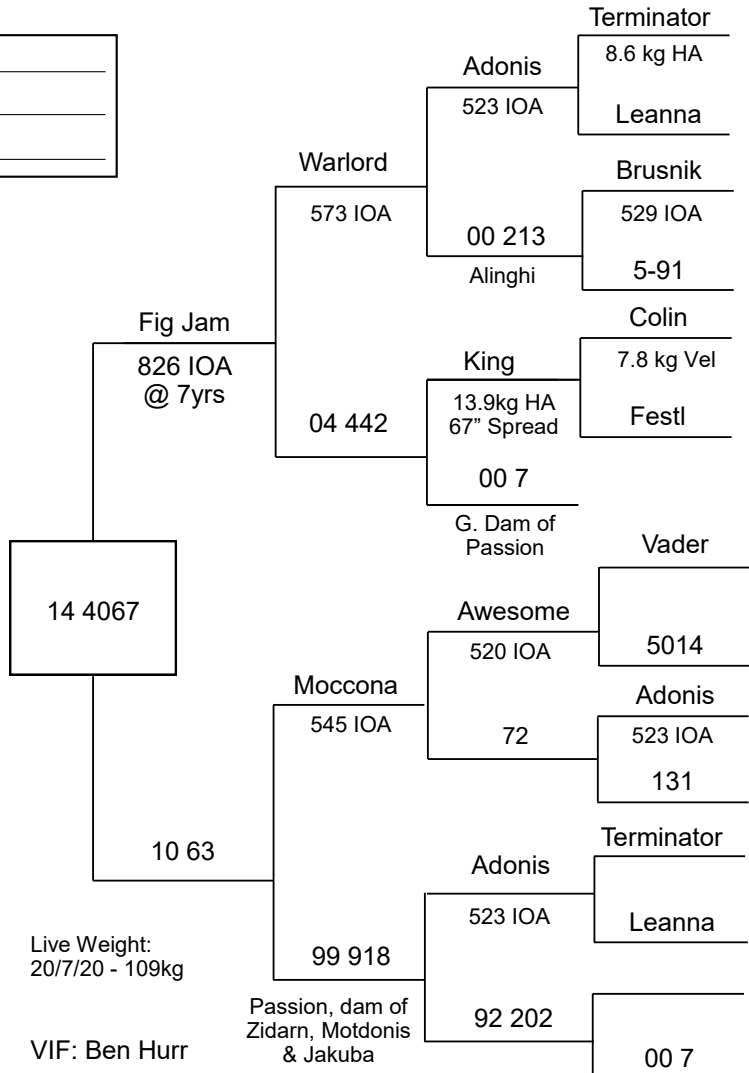 Terminator
8.6 kg HA
Adonis
523 IOA
Leanna
Warlord
573 IOA
Brusnik
529 IOA
00 213
Alinghi
5-91
Fig Jam
826 IOA
@ 7yrs
Colin
7.8 kg Vel
King
13.9kg HA
67” Spread
Festl
04 442
00 7
G. Dam of
Passion
14 4067
Vader
Awesome
520 IOA
5014
Moccona
545 IOA
Adonis
523 IOA
72
131
10 63
Terminator
Adonis
523 IOA
Leanna
99 918
Passion, dam of
Zidarn, Motdonis
& Jakuba
92 202
00 7
Live Weight:
20/7/20 - 109kg
VIF: Ben Hurr